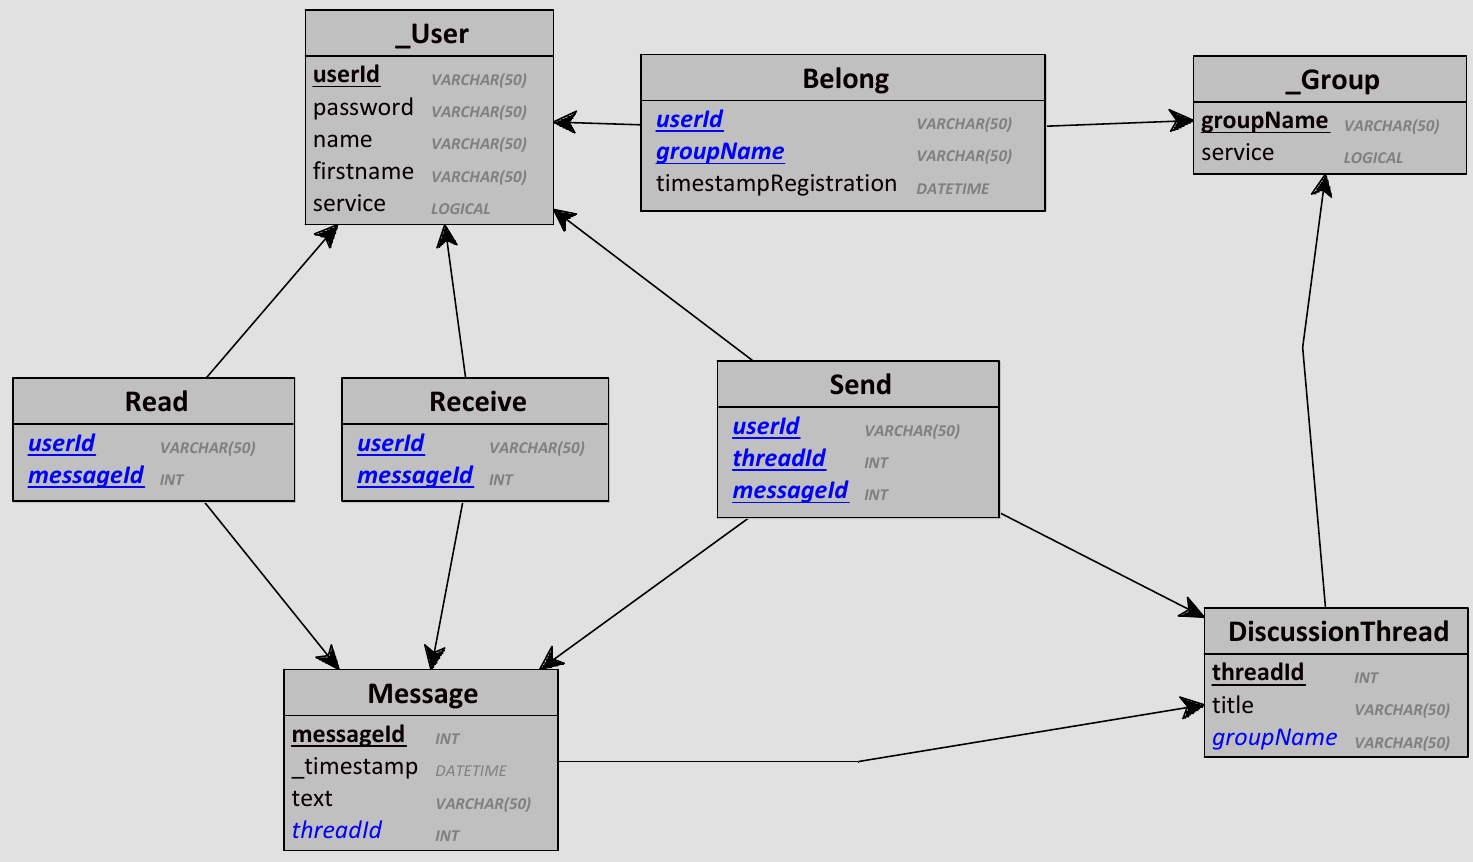 _User
userId VARCHAR(50)
password VARCHAR(50)
name VARCHAR(50)
firstname VARCHAR(50)
service LOGICAL
Belong
userId VARCHAR(50)
groupName VARCHAR(50)
timestampRegistration DATETIME
_Group
groupName VARCHAR(50)
service LOGICAL
Read
userId VARCHAR(50)
messageId INT
Receive
userId VARCHAR(50)
messageId INT
Send
userId VARCHAR(50)
threadId INT
messageId INT
Message
messageId INT
_timestamp DATETIME
text VARCHAR(50)
threadId INT
DiscussionThread
threadId INT
title VARCHAR(50)
groupName VARCHAR(50)